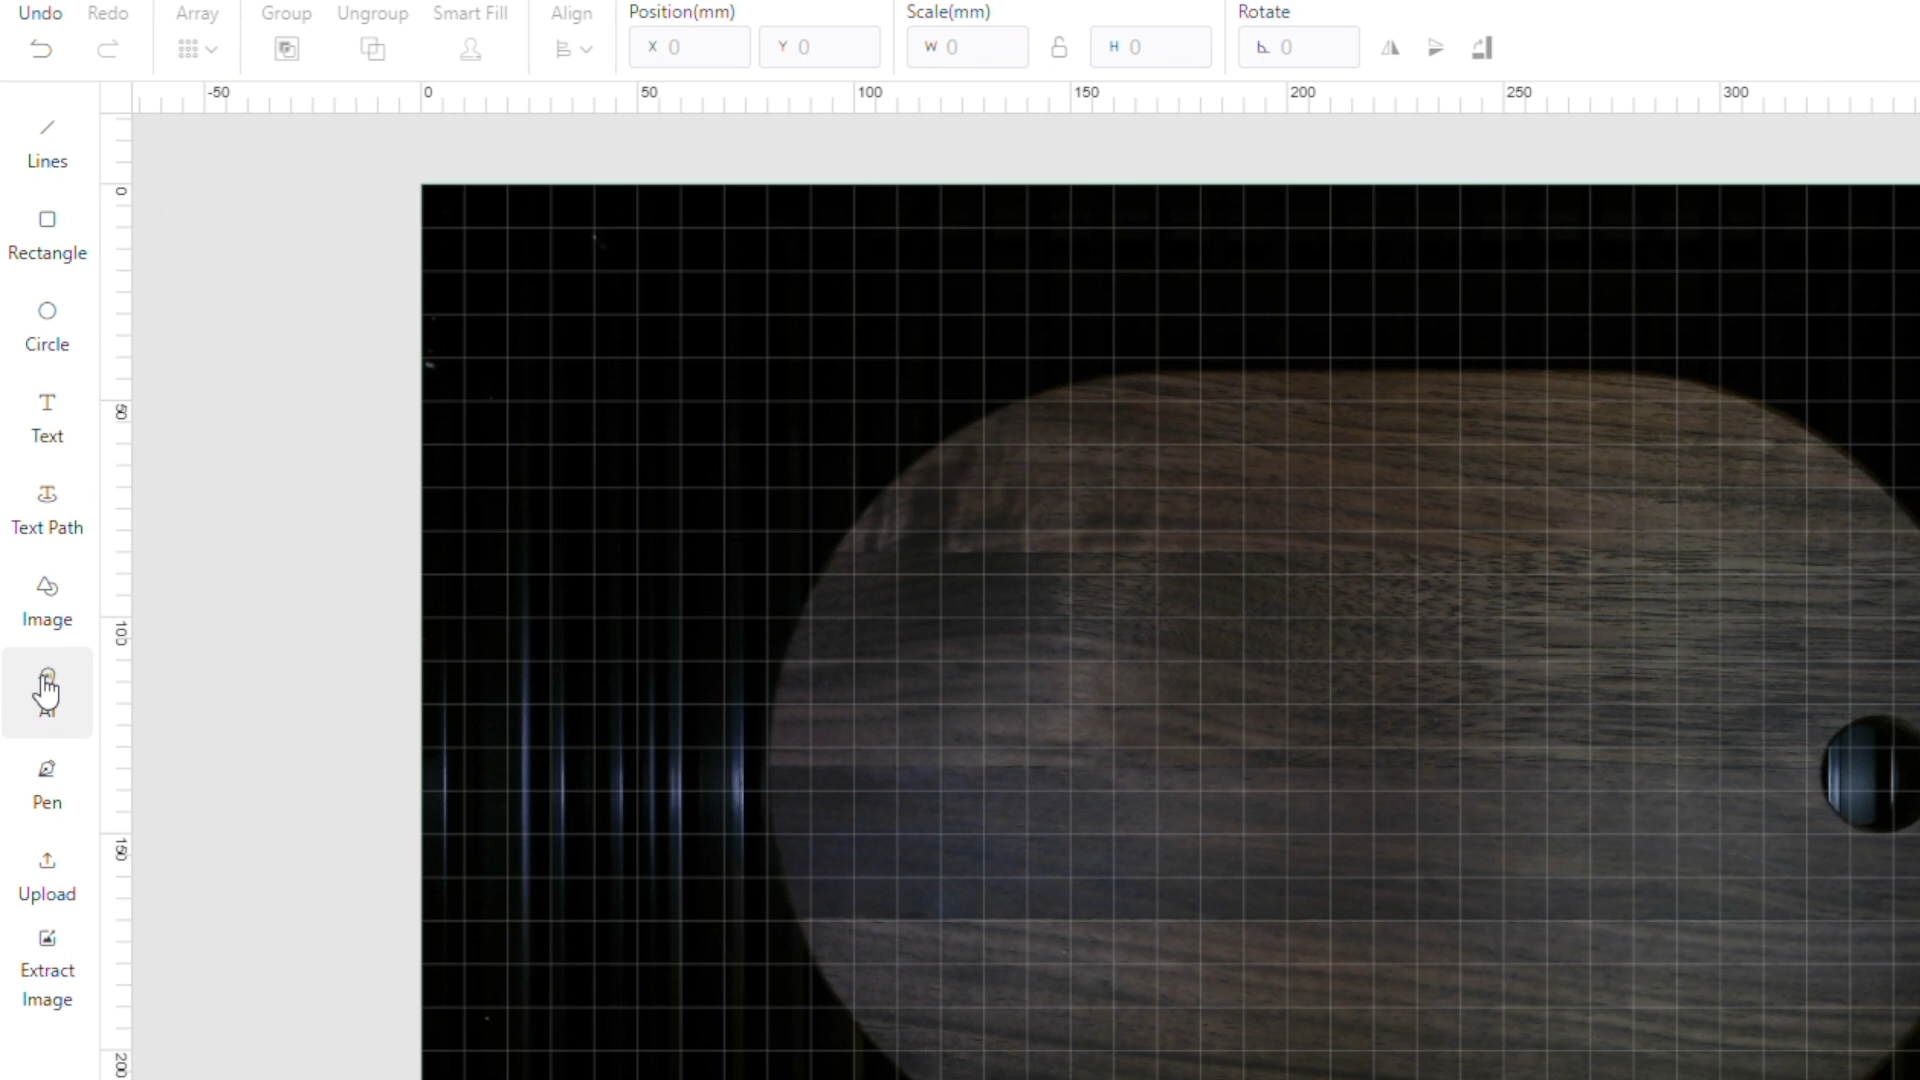 Undo Redo Array Group Ungroup Smart Fill Align Position(mm) Scale(mm) Rotate
X 0 Y 0 W 0 H 0 0
-50 0 50 100 150 200 250 300
0
50
100
150
200
Lines
Rectangle
Circle
Text
Text Path
Image
AI
Pen
Upload
Extract
Image